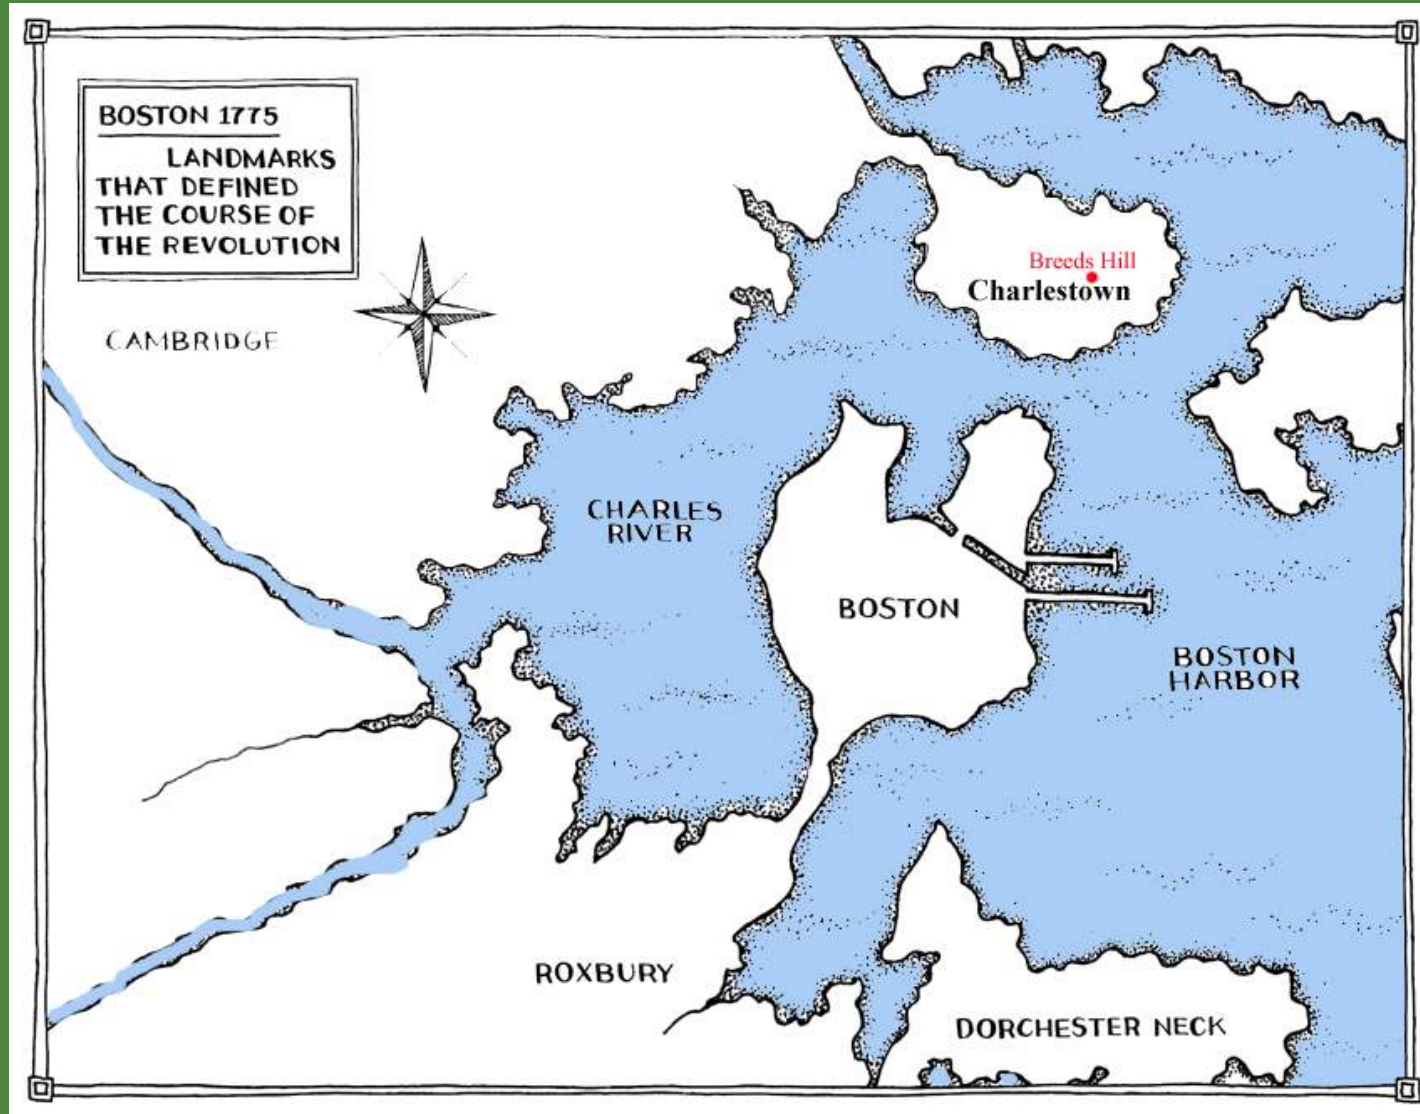 BOSTON 1775
LANDMARKS
THAT DEFINED
THE COURSE OF
THE REVOLUTION
CAMBRIDGE
Breeds Hill
Charlestown
CHARLES
RIVER
BOSTON
BOSTON
HARBOR
ROXBURY
DORCHESTER NECK